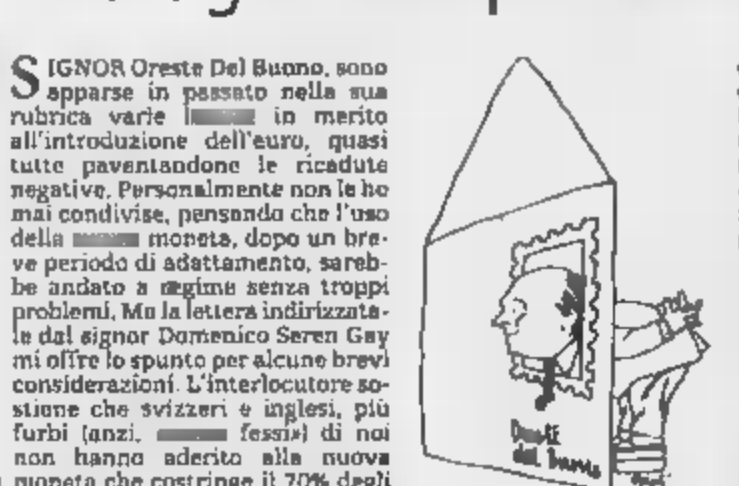 SIGNOR Oreste Del Buono, sono
apparse in passato nella sua
rubrica varie in merito
all'introduzione dell'euro, quasi
tutte paventandone le ricadute
negative. Personalmente non le ho
mai condivise, pensando che l'uso
della moneta, dopo un bre-
ve periodo di adattamento, sareb-
be andato a regime senza troppi
problemi. Ma la lettera indirizzata-
le dal signor Domenico Seren Gay
mi offre lo spunto per alcune brevi
considerazioni. L'interlocutore so-
stiene che svizzeri e inglesi, più
furbi (anzi, fessi») di noi
non hanno aderito alla nuova
moneta che costringe il 70% degli
del Buono